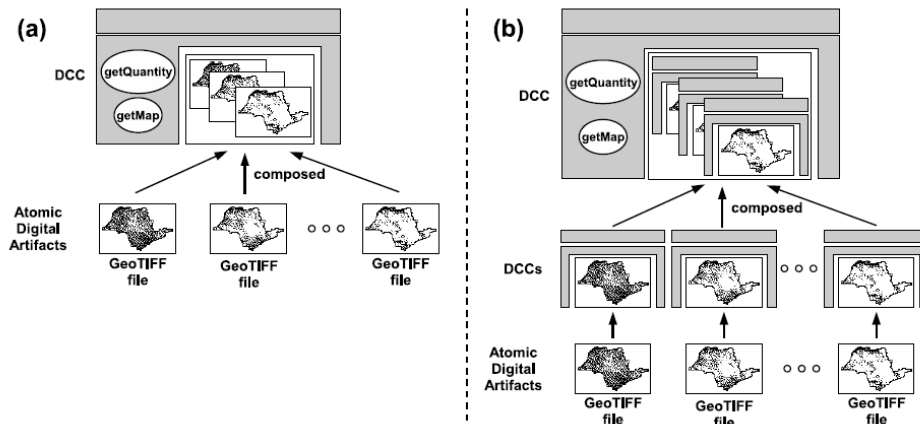 (a)
DCC
getQuantity
getMap
composed
Atomic
Digital
Artifacts
GeoTIFF
file
GeoTIFF
file
GeoTIFF
file
(b)
DCC
getQuantity
getMap
composed
DCCs
Atomic
Digital
Artifacts
GeoTIFF
file
GeoTIFF
file
GeoTIFF
file